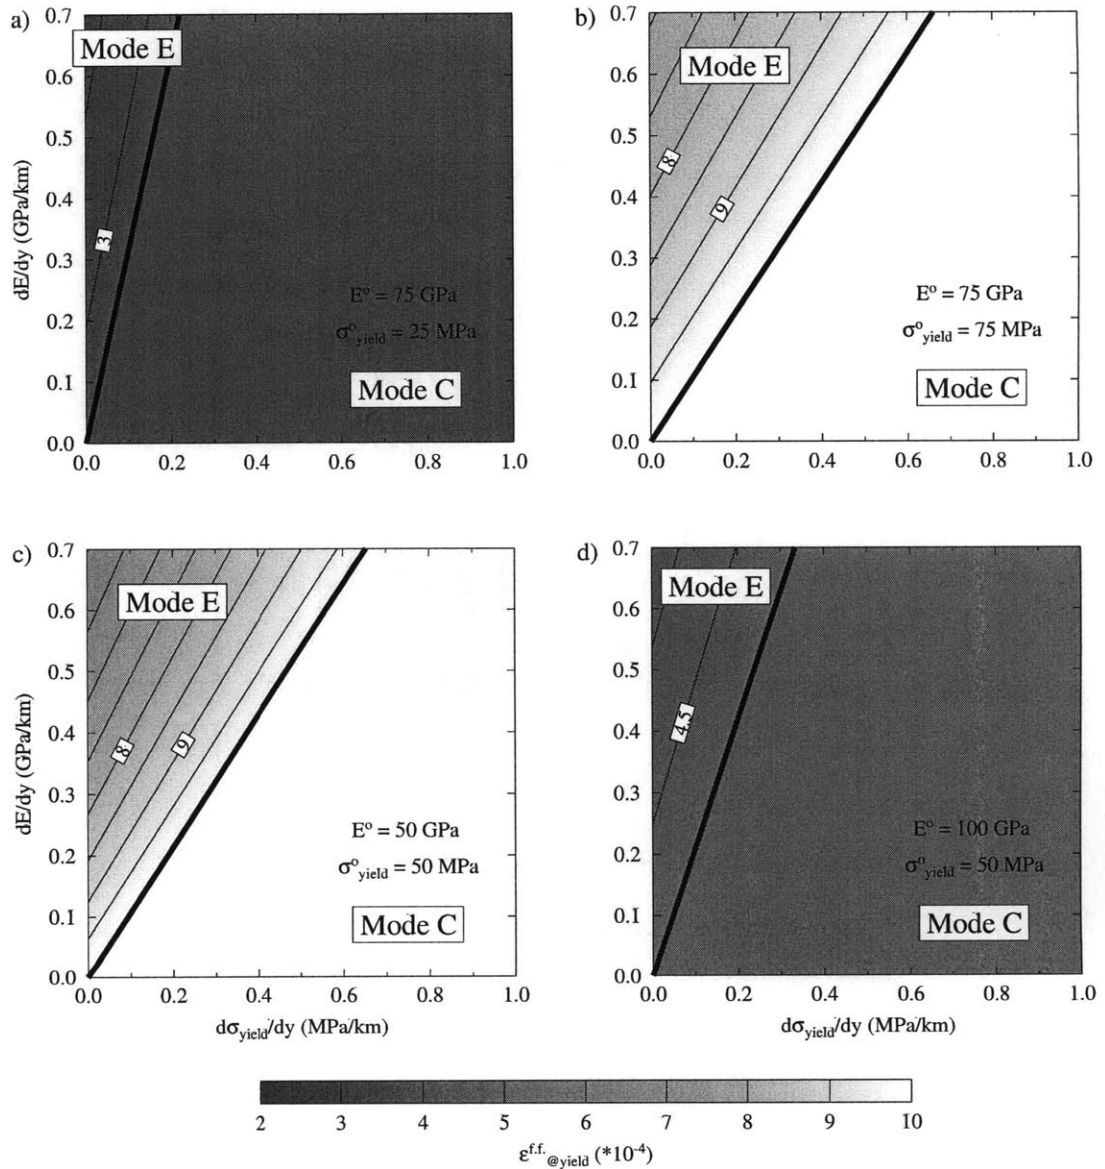 a)
Mode E
dE/dy (GPa/km)
0.7
0.6
0.5
0.4
0.3
0.2
0.1
0.0
3
E° = 75 GPa
σ°yield = 25 MPa
Mode C
0.0 0.2 0.4 0.6 0.8 1.0
b)
Mode E
0.7
0.6
0.5
0.4
0.3
0.2
0.1
0.0
8
9
E° = 75 GPa
σ°yield = 75 MPa
Mode C
0.0 0.2 0.4 0.6 0.8 1.0
c)
Mode E
dE/dy (GPa/km)
0.7
0.6
0.5
0.4
0.3
0.2
0.1
0.0
8
9
E° = 50 GPa
σ°yield = 50 MPa
Mode C
0.0 0.2 0.4 0.6 0.8 1.0
dσyield/dy (MPa/km)
d)
Mode E
0.7
0.6
0.5
0.4
0.3
0.2
0.1
0.0
4.5
E° = 100 GPa
σ°yield = 50 MPa
Mode C
0.0 0.2 0.4 0.6 0.8 1.0
dσyield/dy (MPa/km)
2 3 4 5 6 7 8 9 10
εf.f.@yield (*10-4)